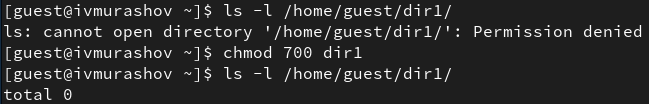 [guest@ivmurashov ~]$ ls -l /home/guest/dir1/
ls: cannot open directory '/home/guest/dir1/': Permission denied
[guest@ivmurashov ~]$ chmod 700 dir1
[guest@ivmurashov ~]$ ls -l /home/guest/dir1/
total 0